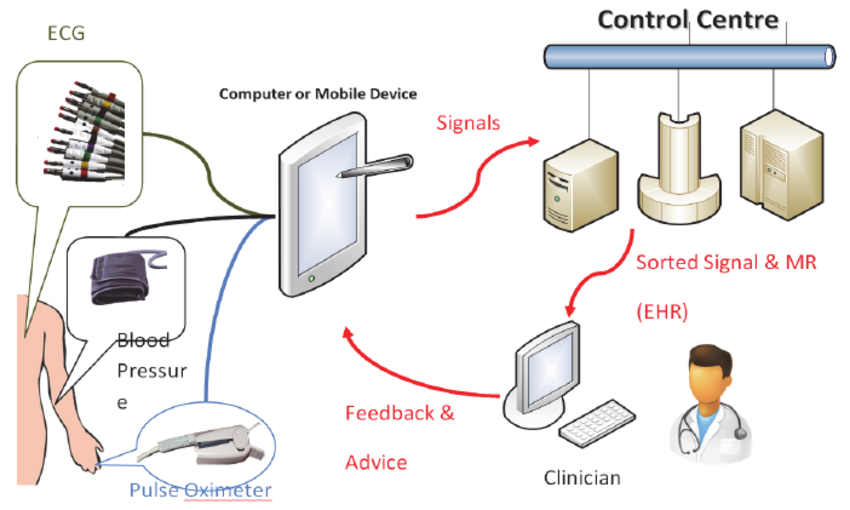 Control Centre
ECG
Computer or Mobile Device
Signals
Sorted Signal & MR
(EHR)
Blood
Pressur
e
Feedback &
Advice
Clinician
Pulse Oximeter